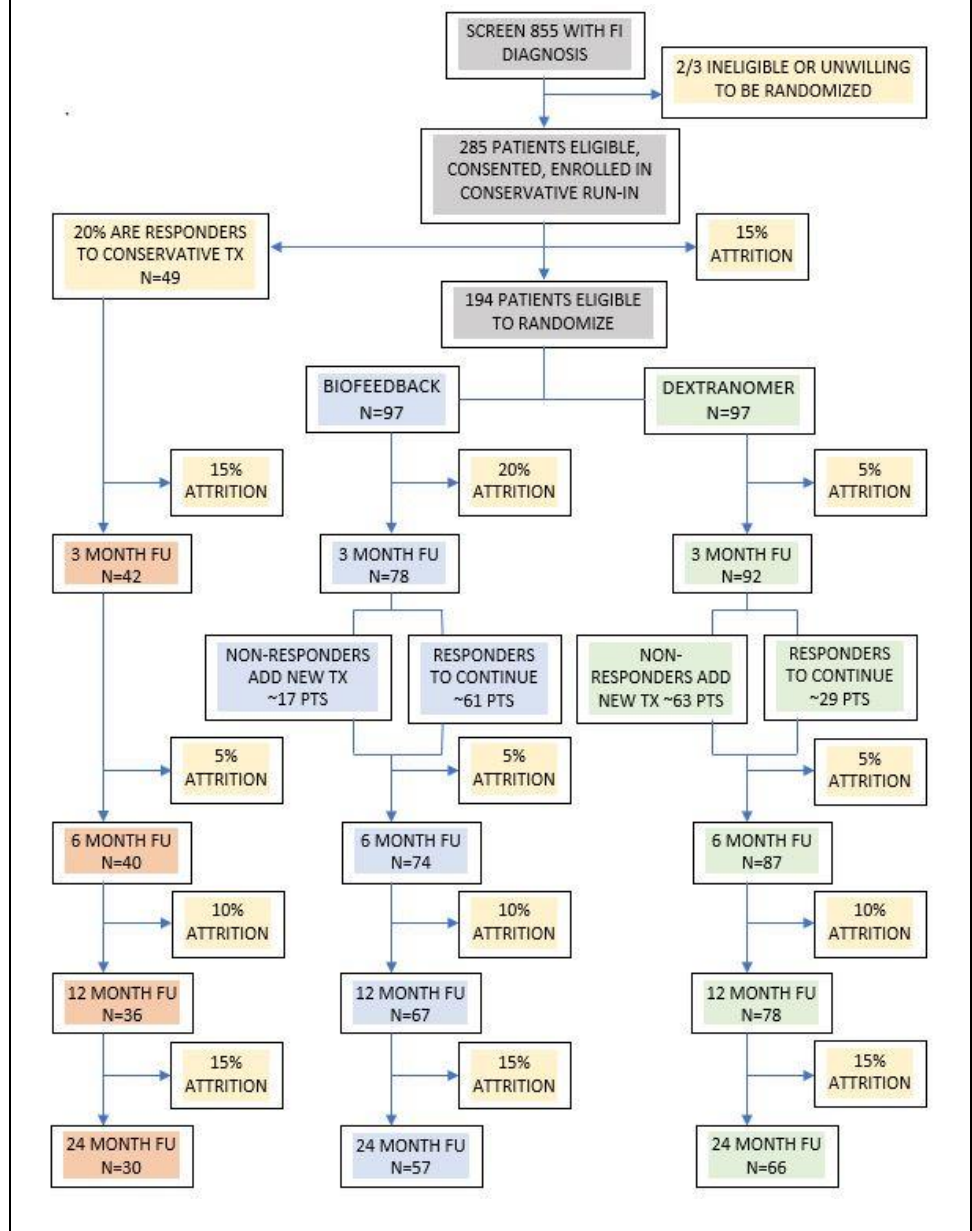 SCREEN 855 WITH FI
DIAGNOSIS
2/3 INELIGIBLE OR UNWILLING
TO BE RANDOMIZED
285 PATIENTS ELIGIBLE,
CONSENTED, ENROLLED IN
CONSERVATIVE RUN-IN
20% ARE RESPONDERS
TO CONSERVATIVE TX
N=49
15%
ATTRITION
194 PATIENTS ELIGIBLE
TO RANDOMIZE
BIOFEEDBACK
N=97
DEXTRANOMER
N=97
15%
ATTRITION
20%
ATTRITION
5%
ATTRITION
3 MONTH FU
N=42
3 MONTH FU
N=78
3 MONTH FU
N=92
NON-RESPONDERS
ADD NEW TX
~17 PTS
RESPONDERS
TO CONTINUE
~61 PTS
NON-
RESPONDERS ADD
NEW TX ~63 PTS
RESPONDERS
TO CONTINUE
~29 PTS
5%
ATTRITION
5%
ATTRITION
5%
ATTRITION
6 MONTH FU
N=40
6 MONTH FU
N=74
6 MONTH FU
N=87
10%
ATTRITION
10%
ATTRITION
10%
ATTRITION
12 MONTH FU
N=36
12 MONTH FU
N=67
12 MONTH FU
N=78
15%
ATTRITION
15%
ATTRITION
15%
ATTRITION
24 MONTH FU
N=30
24 MONTH FU
N=57
24 MONTH FU
N=66